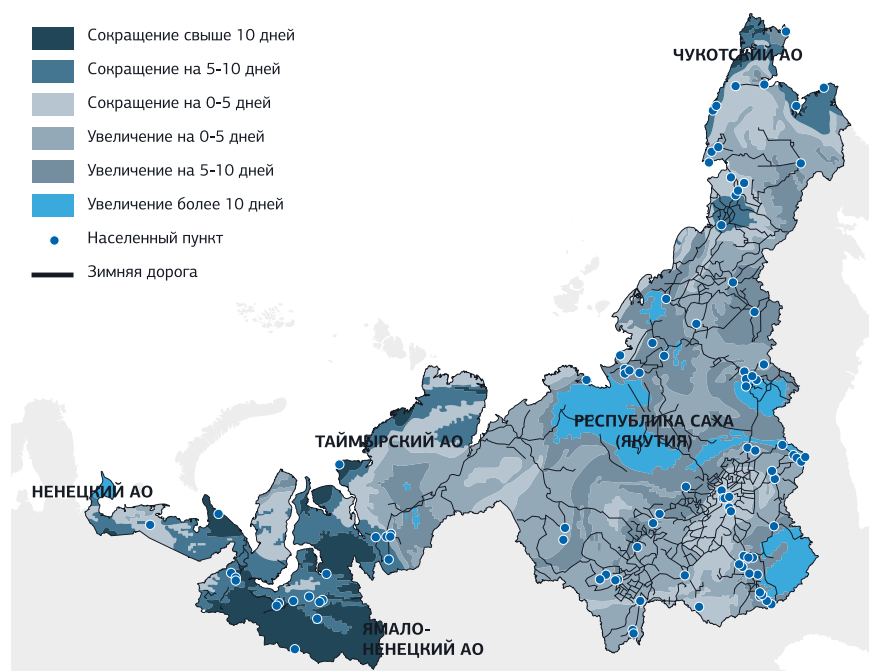 Сокращение свыше 10 дней
Сокращение на 5-10 дней
Сокращение на 0-5 дней
Увеличение на 0-5 дней
Увеличение на 5-10 дней
Увеличение более 10 дней
Населенный пункт
Зимняя дорога
ЧУКОТСКИЙ АО
РЕСПУБЛИКА САХА
(ЯКУТИЯ)
ТАЙМЫРСКИЙ АО
НЕНЕЦКИЙ АО
ЯМАЛО-
НЕНЕЦКИЙ АО